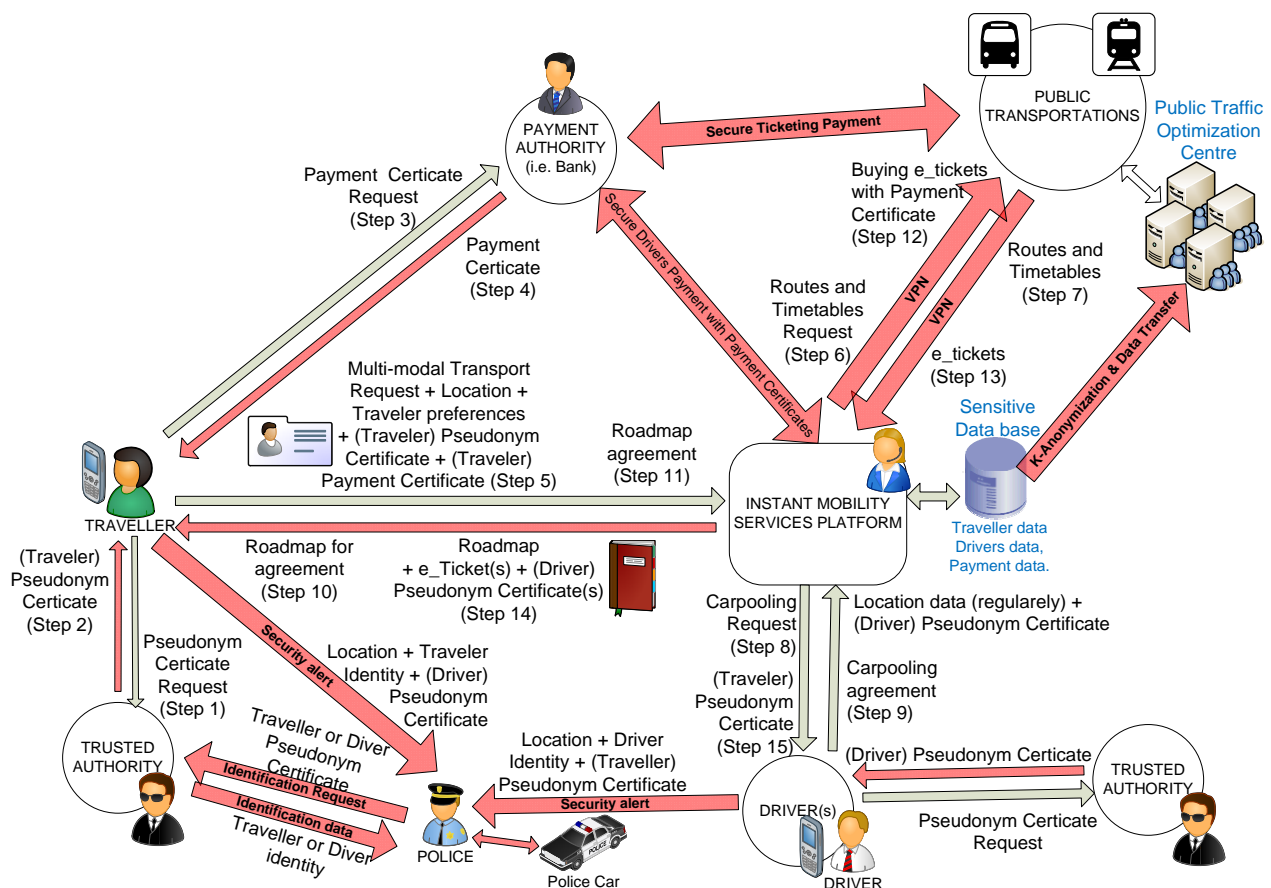 PUBLIC
TRANSPORTATIONS
Public Traffic
Optimization
Centre
PAYMENT
AUTHORITY
(i.e. Bank)
Secure Ticketing Payment
Payment Certicate
Request
(Step 3)
Payment
Certicate
(Step 4)
Secure Drivers Payment with Payment Certificates
Buying e_tickets
with Payment
Certificate
(Step 12)
Routes and
Timetables
(Step 7)
Routes and
Timetables
Request
(Step 6)
VPN
VPN
e_tickets
(Step 13)
K-Anonymization & Data Transfer
Multi-modal Transport
Request + Location +
Traveler preferences
+ (Traveler) Pseudonym
Certificate + (Traveler)
Payment Certificate (Step 5)
Roadmap
agreement
(Step 11)
Sensitive
Data base
INSTANT MOBILITY
SERVICES PLATFORM
Traveller data
Drivers data,
Payment data.
TRAVELLER
(Traveler)
Pseudonym
Certicate
(Step 2)
Roadmap for
agreement
(Step 10)
Roadmap
+ e_Ticket(s) + (Driver)
Pseudonym Certificate(s)
(Step 14)
Carpooling
Request
(Step 8)
Location data (regularely) +
(Driver) Pseudonym Certificate
Pseudonym
Certicate
Request
(Step 1)
Security alert
Location + Traveler
Identity + (Driver)
Pseudonym
Certificate
(Traveler)
Pseudonym
Certicate
(Step 15)
Carpooling
agreement
(Step 9)
TRUSTED
AUTHORITY
Traveller or Diver
Pseudonym
Certificate
Identification Request
Identification data
Traveller or Diver
identity
Location + Driver
Identity + (Traveller)
Pseudonym Certificate
Security alert
POLICE
POLICE
Police Car
DRIVER(s)
DRIVER
(Driver) Pseudonym Certicate
Pseudonym Certicate
Request
TRUSTED
AUTHORITY